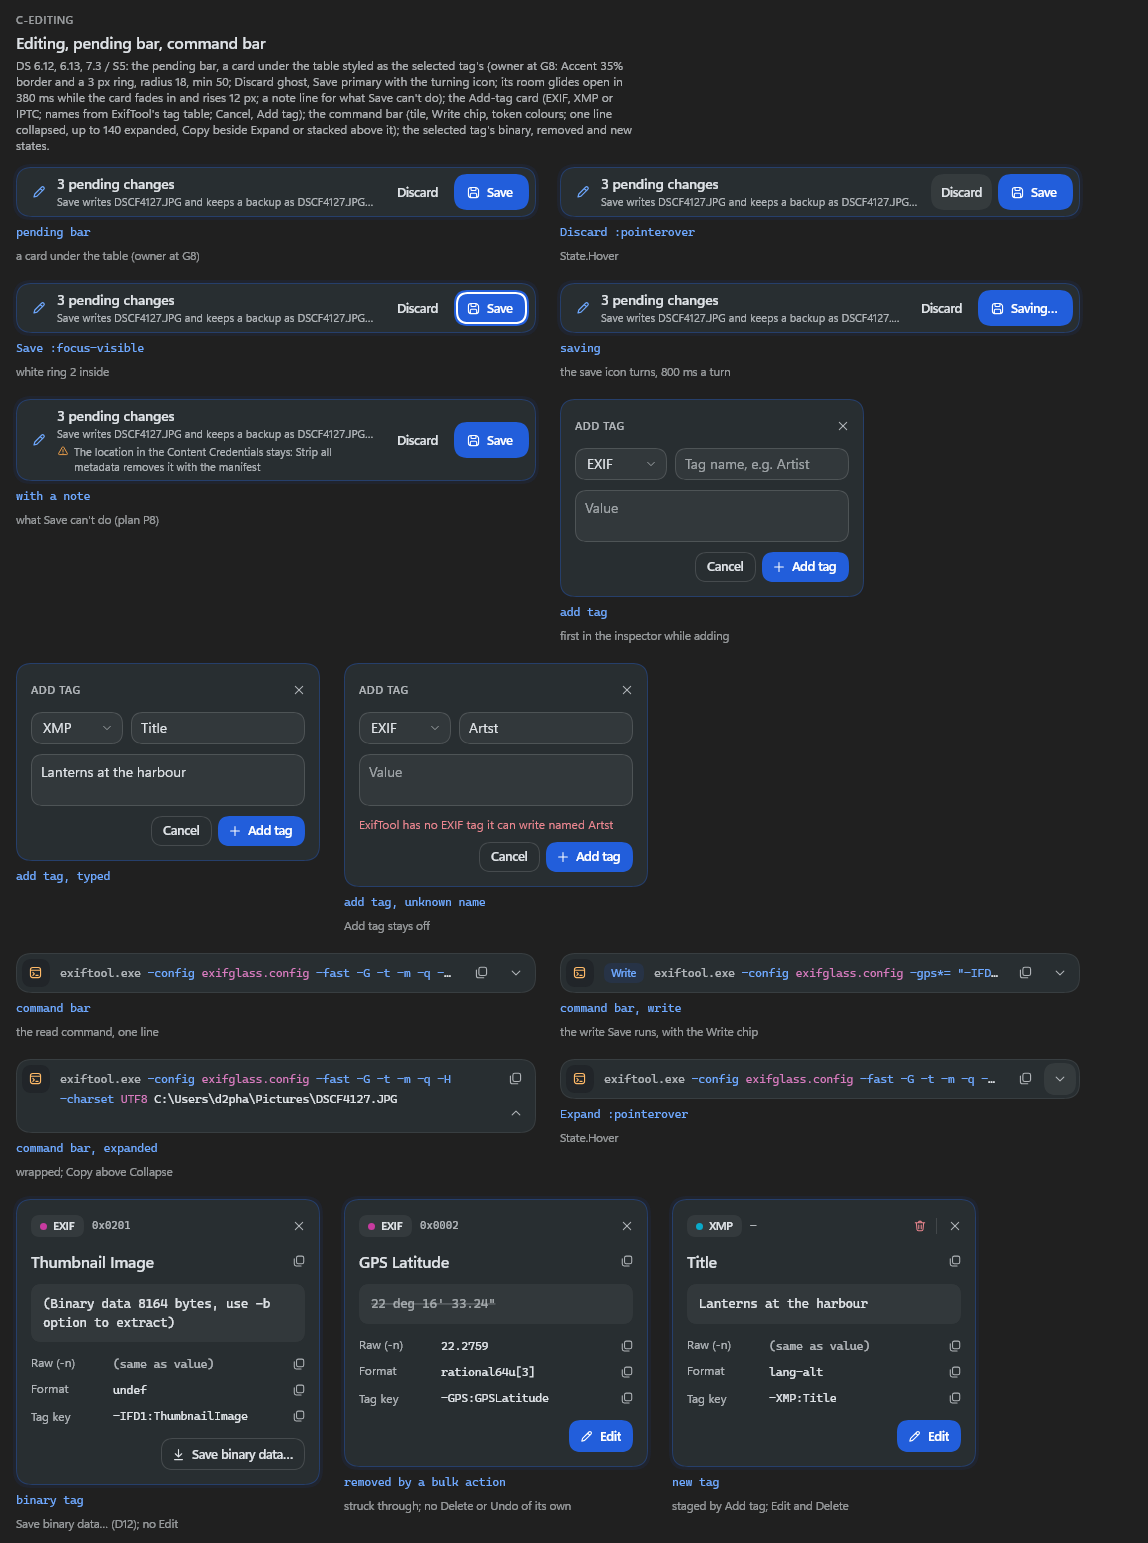 C-EDITING
Editing, pending bar, command bar
DS 6.12, 6.13, 7.3 / S5: the pending bar, a card under the table styled as the selected tag's (owner at G8: Accent 35%
border and a 3 px ring, radius 18, min 50; Discard ghost, Save primary with the turning icon; its room glides open in
380 ms while the card fades in and rises 12 px; a note line for what Save can't do); the Add-tag card (EXIF, XMP or
IPTC; names from ExifTool's tag table; Cancel, Add tag); the command bar (tile, Write chip, token colours; one line
collapsed, up to 140 expanded, Copy beside Expand or stacked above it); the selected tag's binary, removed and new
states.
3 pending changes
Save writes DSCF4127.JPG and keeps a backup as DSCF4127.JPG...
Discard
Save
pending bar
a card under the table (owner at G8)
3 pending changes
Save writes DSCF4127.JPG and keeps a backup as DSCF4127.JPG...
Discard
Save
Discard :pointerover
State.Hover
3 pending changes
Save writes DSCF4127.JPG and keeps a backup as DSCF4127.JPG...
Discard
Save
Save :focus-visible
white ring 2 inside
3 pending changes
Save writes DSCF4127.JPG and keeps a backup as DSCF4127....
Discard
Saving...
saving
the save icon turns, 800 ms a turn
3 pending changes
Save writes DSCF4127.JPG and keeps a backup as DSCF4127.JPG...
The location in the Content Credentials stays: Strip all
metadata removes it with the manifest
Discard
Save
with a note
what Save can't do (plan P8)
ADD TAG
EXIF
Tag name, e.g. Artist
Value
Cancel
Add tag
add tag
first in the inspector while adding
ADD TAG
XMP
Title
Lanterns at the harbour
Cancel
Add tag
add tag, typed
ADD TAG
EXIF
Artst
Value
ExifTool has no EXIF tag it can write named Artst
Cancel
Add tag
add tag, unknown name
Add tag stays off
exiftool.exe -config exifglass.config -fast -G -t -m -q -...
command bar
the read command, one line
Write
exiftool.exe -config exifglass.config -gps*= "-IFD...
command bar, write
the write Save runs, with the Write chip
exiftool.exe -config exifglass.config -fast -G -t -m -q -H
-charset UTF8 C:\Users\d2pha\Pictures\DSCF4127.JPG
command bar, expanded
wrapped; Copy above Collapse
exiftool.exe -config exifglass.config -fast -G -t -m -q -...
Expand :pointerover
State.Hover
EXIF
0x0201
Thumbnail Image
(Binary data 8164 bytes, use -b
option to extract)
Raw (-n)
(same as value)
Format
undef
Tag key
-IFD1:ThumbnailImage
Save binary data...
binary tag
Save binary data... (D12); no Edit
EXIF
0x0002
GPS Latitude
22 deg 16' 33.24"
Raw (-n)
22.2759
Format
rational64u[3]
Tag key
-GPS:GPSLatitude
Edit
removed by a bulk action
struck through; no Delete or Undo of its own
XMP
—
Title
Lanterns at the harbour
Raw (-n)
(same as value)
Format
lang-alt
Tag key
-XMP:Title
Edit
new tag
staged by Add tag; Edit and Delete